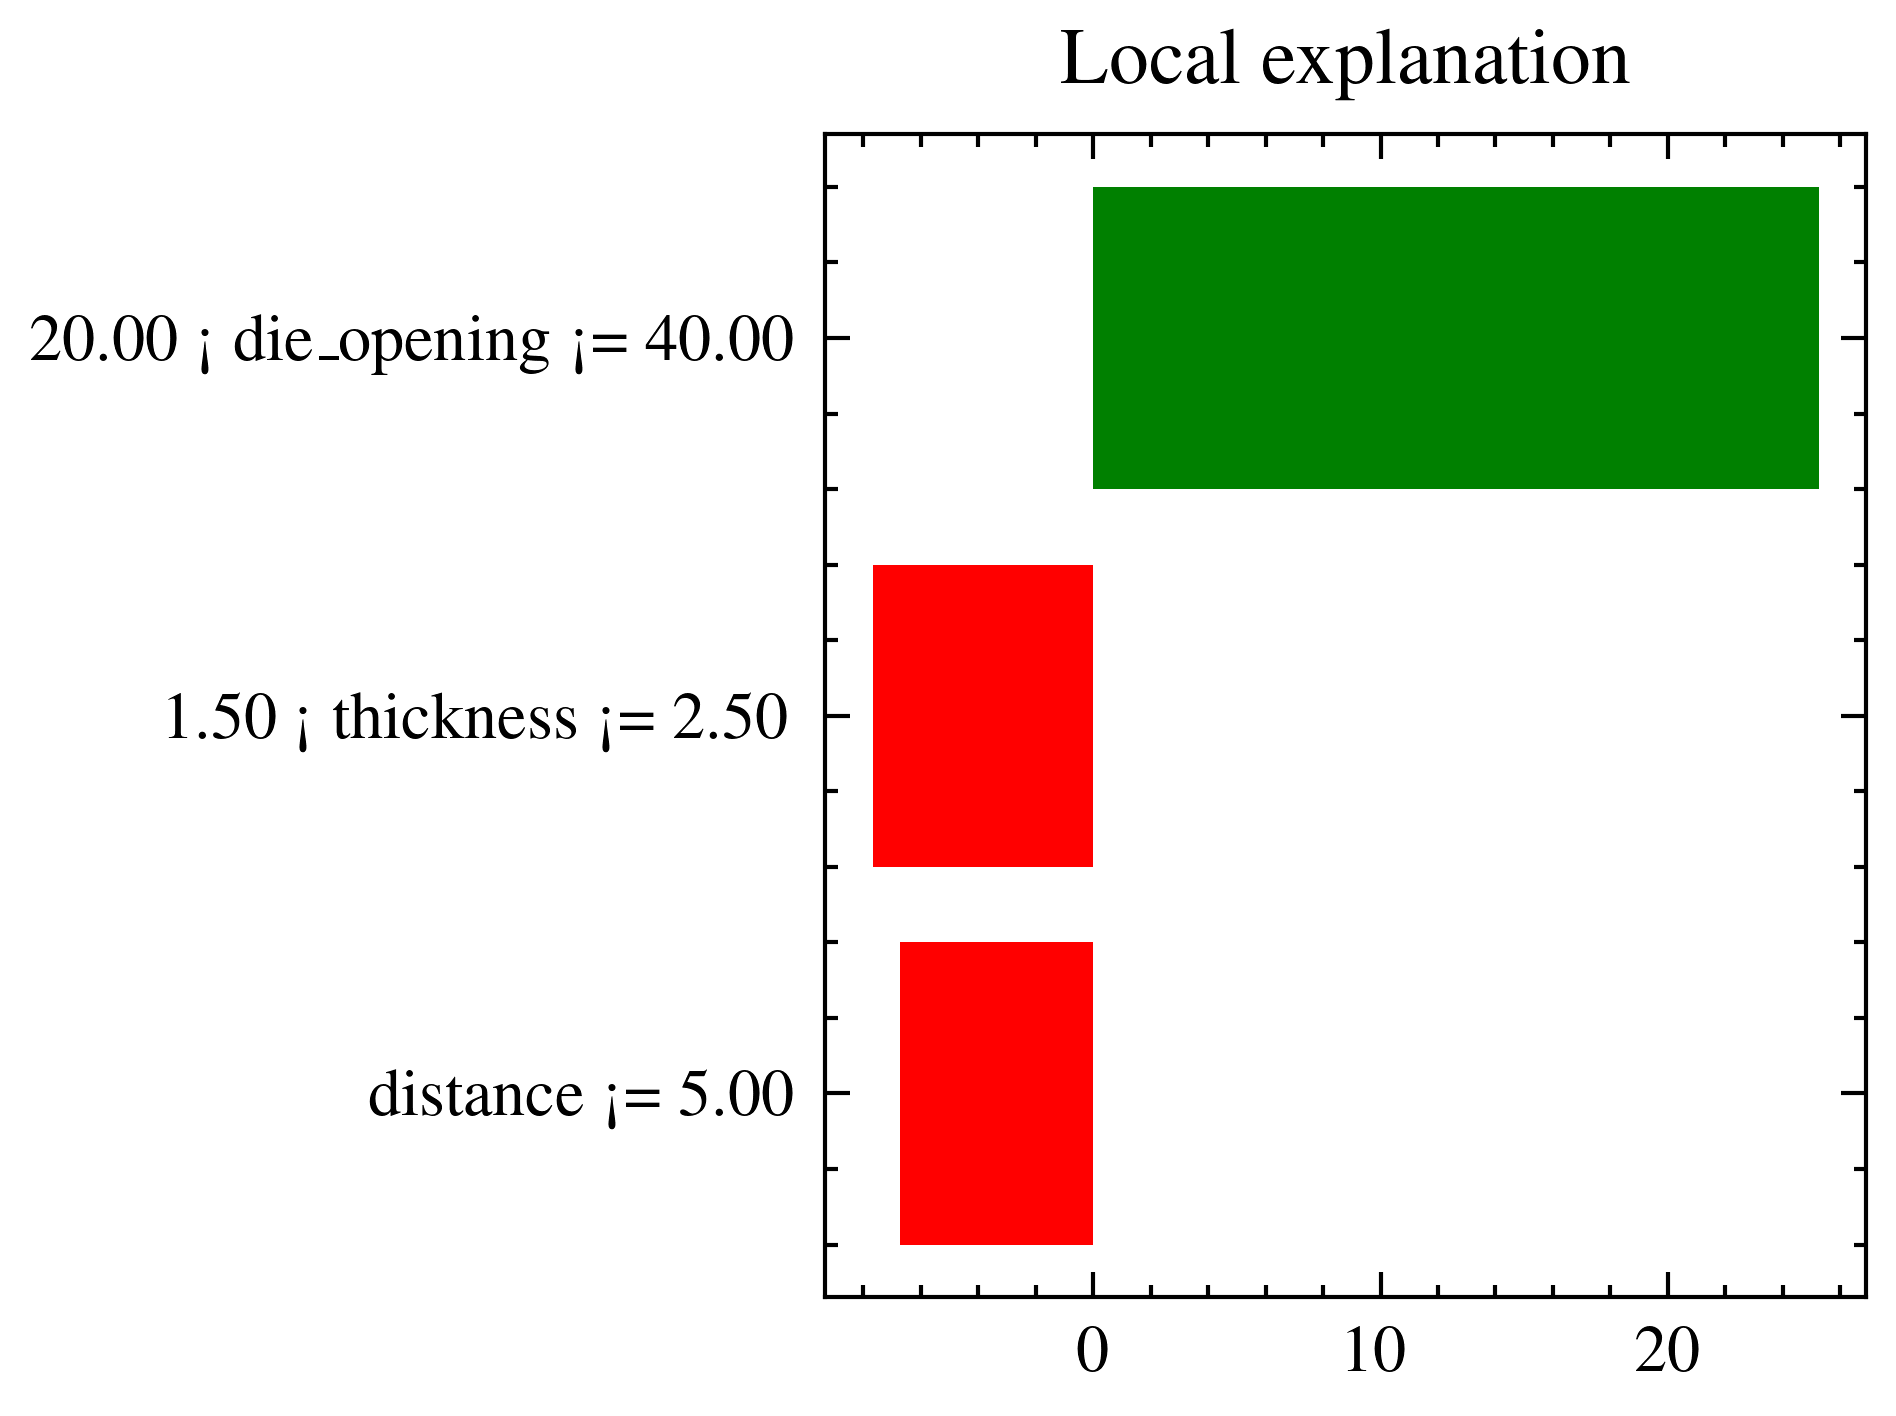 Local explanation
20.00 ¡ die_opening ¡= 40.00
1.50 ¡ thickness ¡= 2.50
distance ¡= 5.00
0 10 20